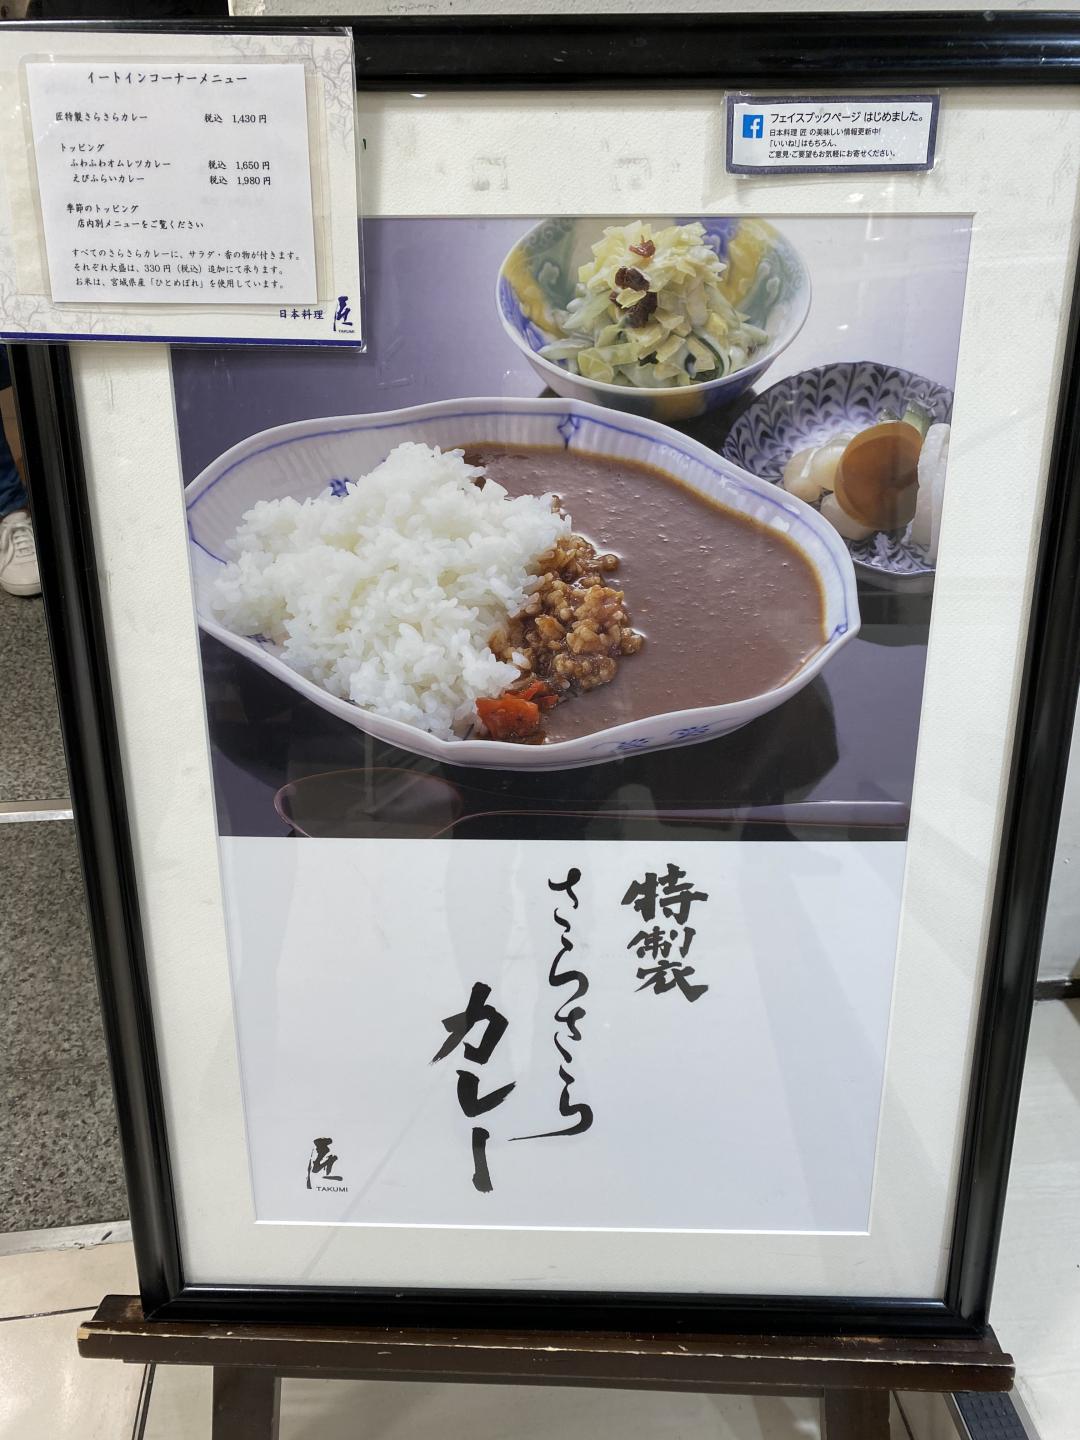 イートインコーナーメニュー
匠特製さらさらカレー 税込 1,430円
トッピング
ふわふわオムレツカレー 税込 1,650円
えびふらいカレー 税込 1,980円
季節のトッピング
店内別メニューをご覧ください
すべてのさらさらカレーに、サラダ・香の物が付きます。
それぞれ大盛は、330円（税込）追加にて承ります。
お米は、宮城県産「ひとめぼれ」を使用しています。
日本料理 匠
TAKUMI
フェイスブックページ はじめました。
日本料理 匠 の美味しい情報更新中!
「いいね!」はもちろん、
ご意見・ご要望もお気軽にお寄せください。
特製
さらさら
カレー
匠
TAKUMI